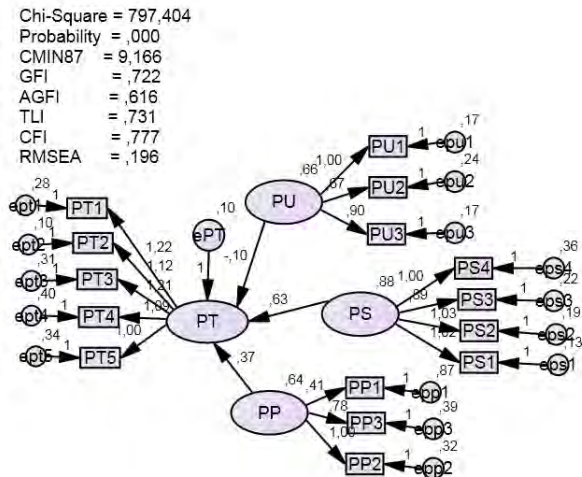 Chi-Square = 797,404
Probability = ,000
CMIN87 = 9,166
GFI = ,722
AGFI = ,616
TLI = ,731
CFI = ,777
RMSEA = ,196
,17
,66 1,00 PU1 1 epu1
,24
,67 PU2 1 epu2
PU
,17
,90 PU3 1 epu3
,28
ept1 1 PT1
,10
ePT
,10
ept2 1 PT2
1,22
1 -,10
,31
ept3 1 PT3
1,12
1,21
,40
ept4 1 PT4
,34
ept5 1 PT5
1,00
PT
,63
,36
,88 1,00 PS4 1 eps4
,22
,89 PS3 1 eps3
PS
,19
1,03 PS2 1 eps2
,13
1,02 PS1 1 eps1
,37
,87
,64 ,41 PP1 1 epp1
,39
PP
,78 PP3 1 epp3
,32
1,00 PP2 1 epp2